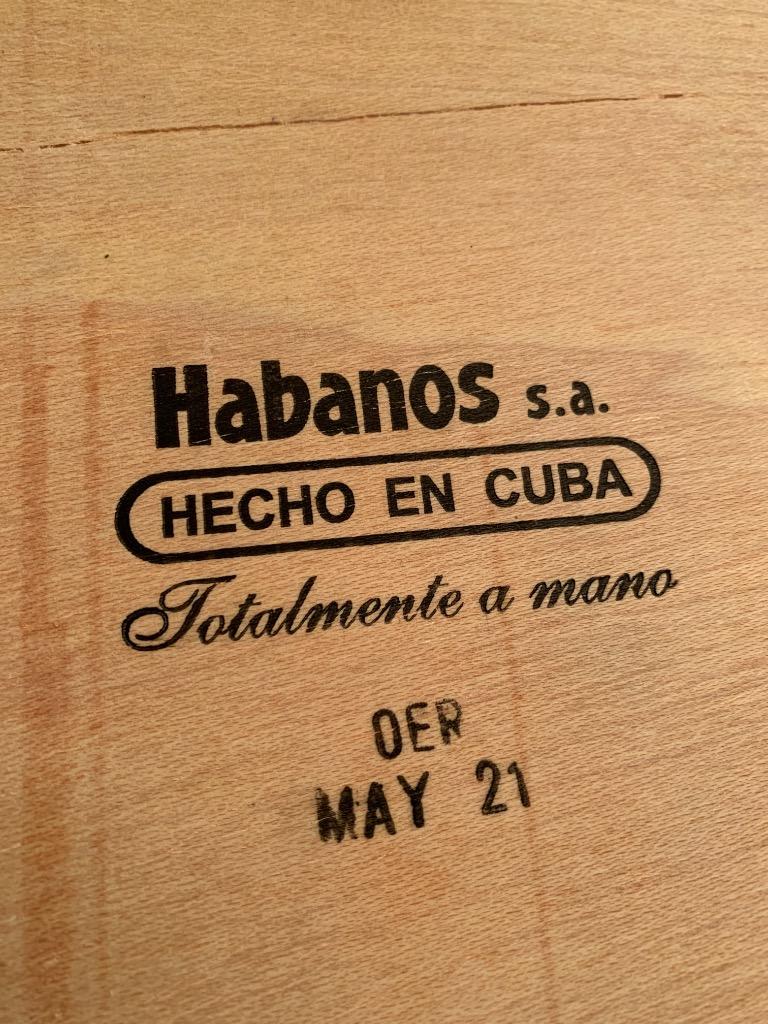 Habanos s.a.
HECHO EN CUBA
Totalmente a mano
OER
MAY 21